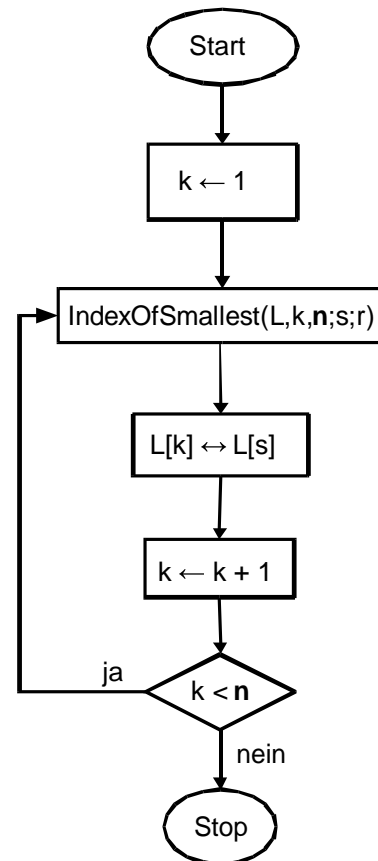 Start
k ← 1
IndexOfSmallest(L,k,n;s;r)
L[k] ↔ L[s]
k ← k + 1
ja
k < n
nein
Stop